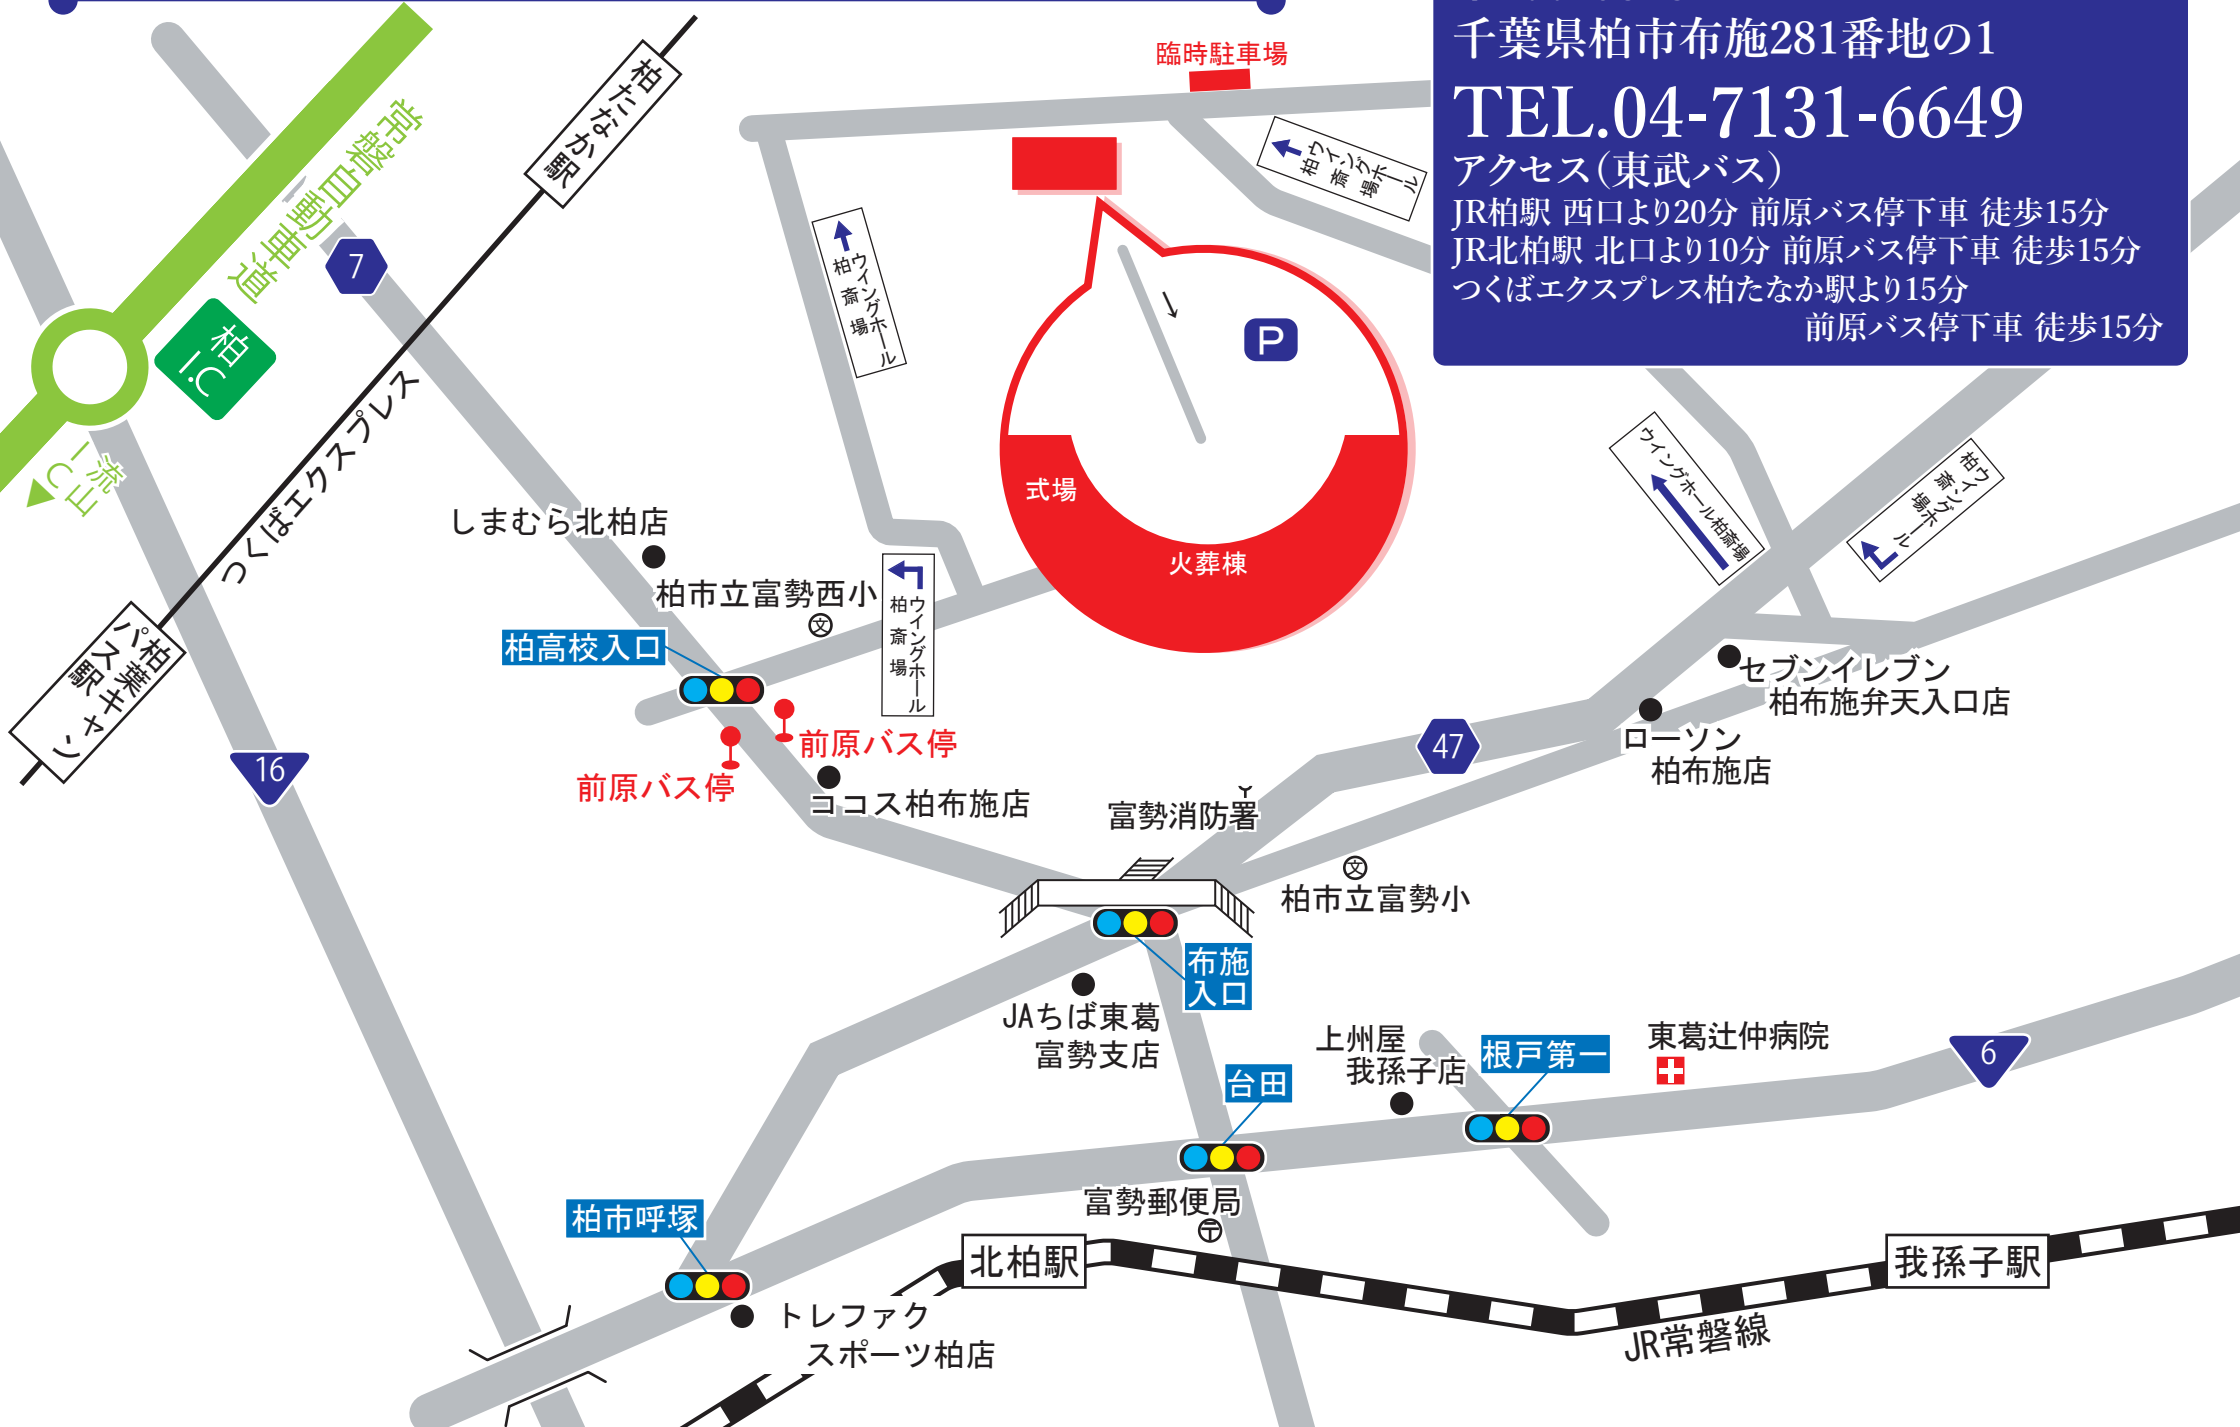 千葉県柏市布施281番地の1
TEL.04-7131-6649
アクセス(東武バス)
JR柏駅 西口より20分 前原バス停下車 徒歩15分
JR北柏駅 北口より10分 前原バス停下車 徒歩15分
つくばエクスプレス柏たなか駅より15分
前原バス停下車 徒歩15分
臨時駐車場
柏たなか駅
常磐自動車道
7
柏
I.C
流山
IC
つくばエクスプレス
柏葉キャン
パス駅
16
ウイングホール
柏斎場
ウイングホール
柏斎場
P
式場
火葬棟
ウイングホール柏斎場
ウイングホール
柏斎場
しまむら北柏店
柏市立富勢西小
文
ウイングホール
柏斎場
柏高校入口
前原バス停
前原バス停
ココス柏布施店
セブンイレブン
柏布施弁天入口店
ローソン
柏布施店
47
富勢消防署
文
柏市立富勢小
布施
入口
JAちば東葛
富勢支店
上州屋
我孫子店
根戸第一
東葛辻仲病院
6
台田
富勢郵便局
〒
柏市呼塚
トレファク
スポーツ柏店
北柏駅
我孫子駅
JR常磐線